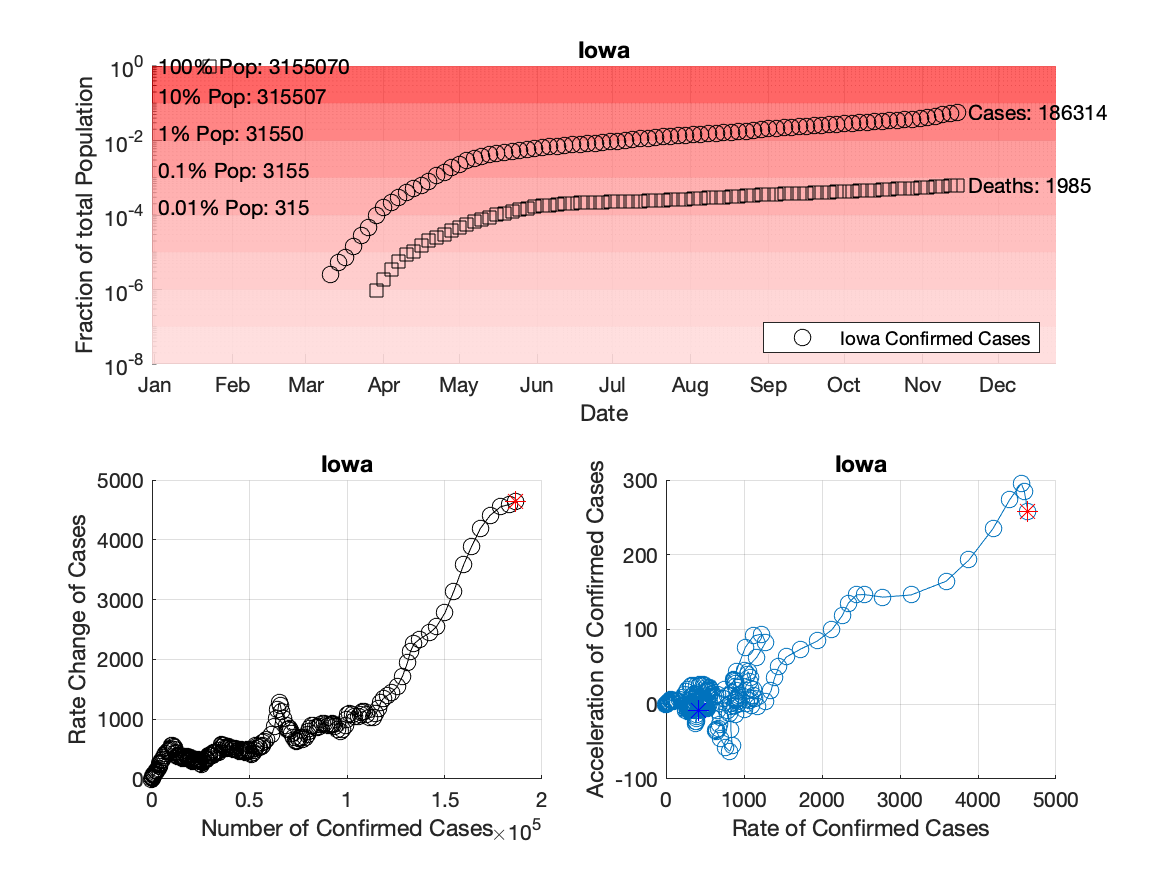 Iowa
10^0
10^-2
10^-4
10^-6
10^-8
Fraction of total Population
100% Pop: 3155070
10% Pop: 315507
1% Pop: 31550
0.1% Pop: 3155
0.01% Pop: 315
Cases: 186314
Deaths: 1985
Iowa Confirmed Cases
Jan Feb Mar Apr May Jun Jul Aug Sep Oct Nov Dec
Date
Iowa
5000
4000
3000
2000
1000
0
Rate Change of Cases
0 0.5 1 1.5 2
Number of Confirmed Cases ×10^5
Iowa
300
200
100
0
-100
Acceleration of Confirmed Cases
0 1000 2000 3000 4000 5000
Rate of Confirmed Cases